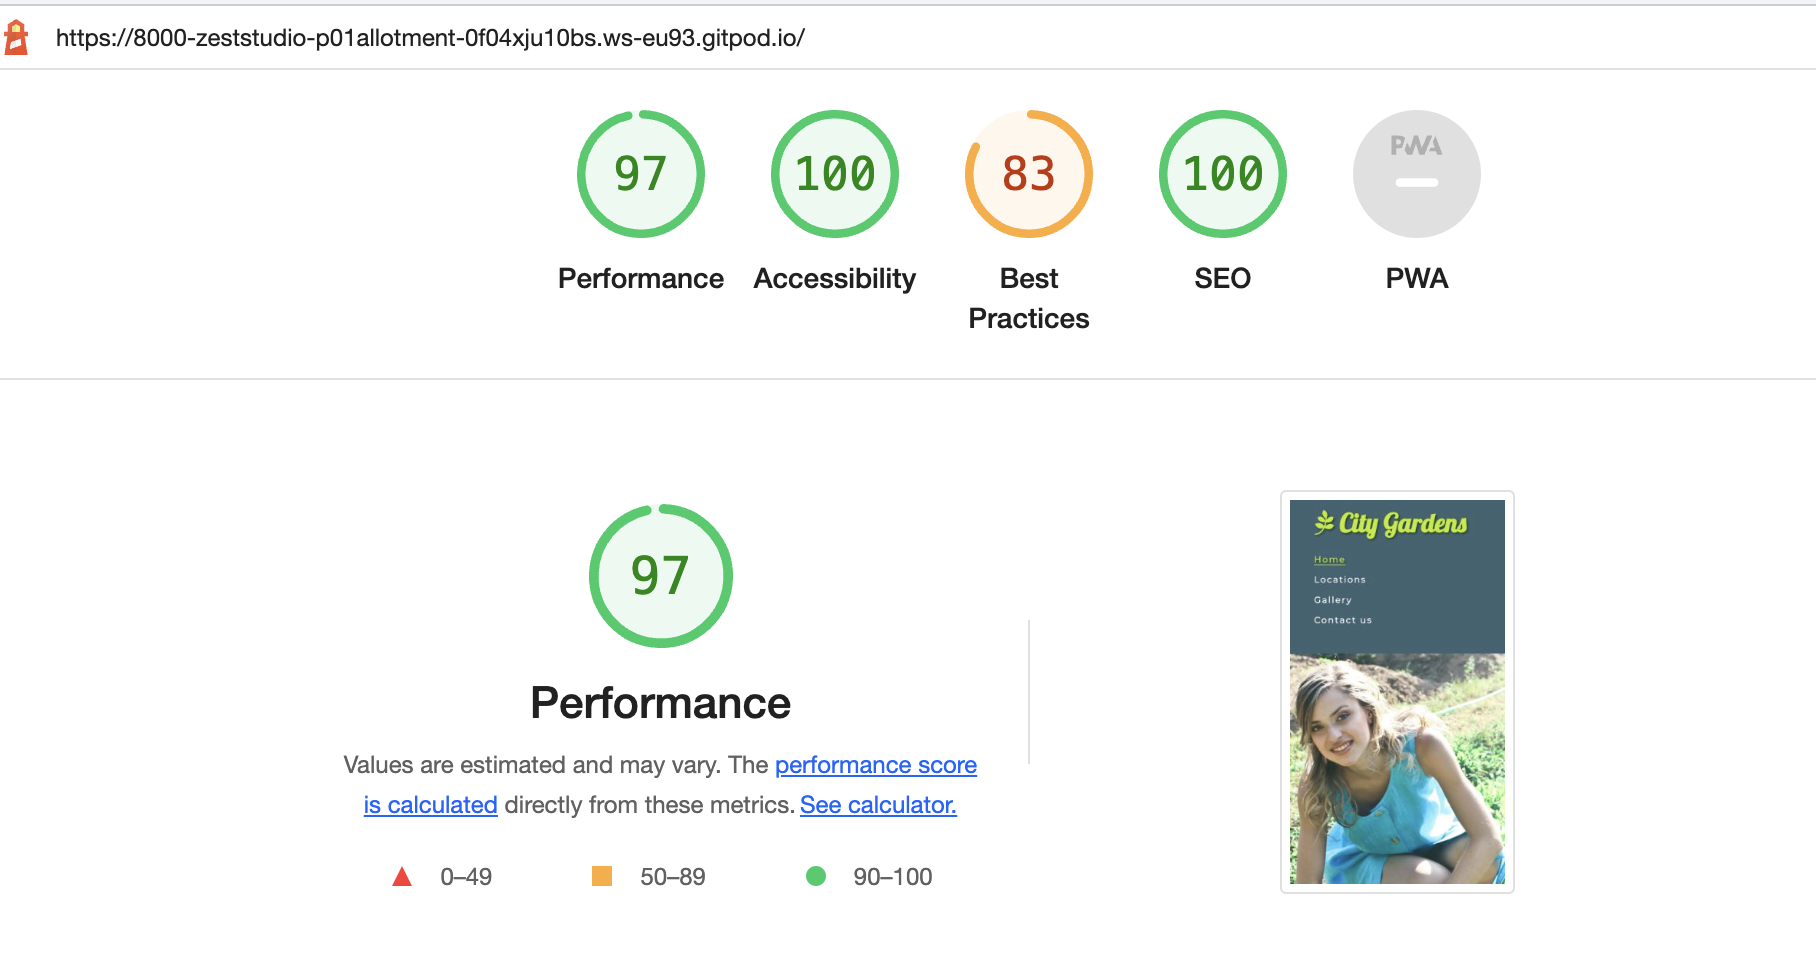 https://8000-zeststudio-p01allotment-0f04xju10bs.ws-eu93.gitpod.io/
97
100
83
100
PWA
Performance
Accessibility
Best
Practices
SEO
PWA
97
Performance
Values are estimated and may vary. The performance score
is calculated directly from these metrics. See calculator.
0–49
50–89
90–100
City Gardens
Home
Locations
Gallery
Contact us